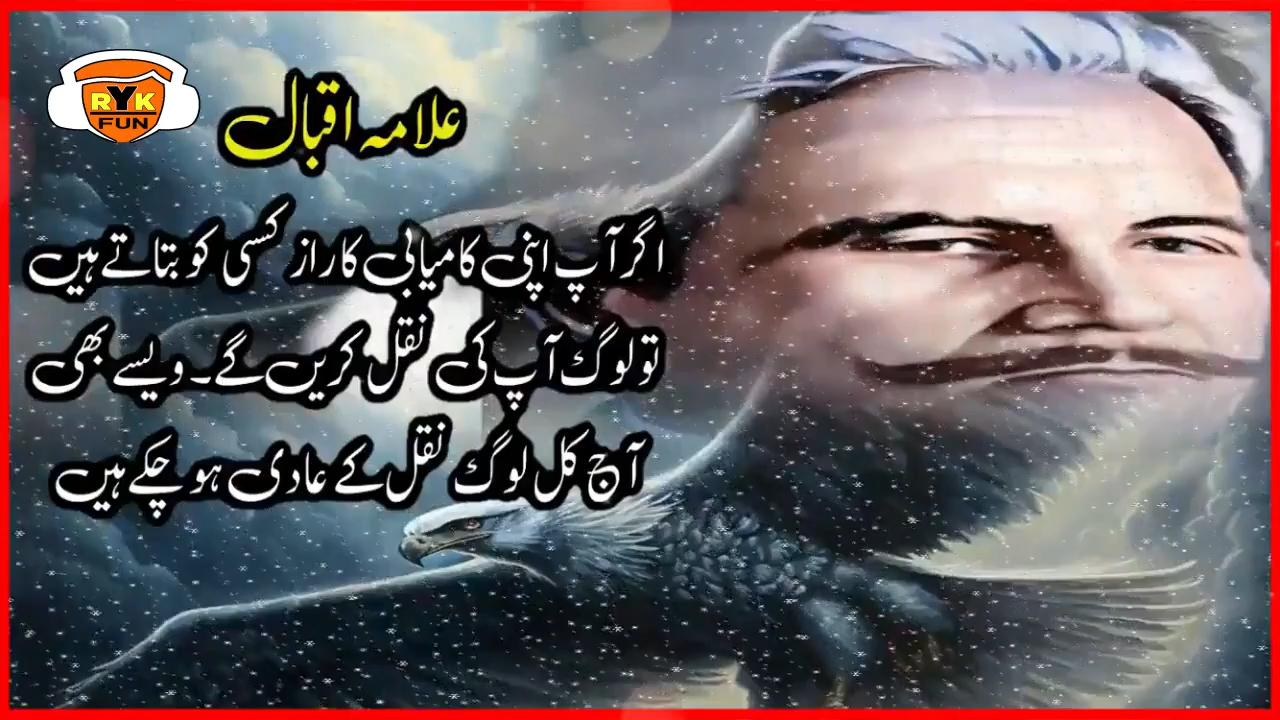 RYK
FUN
علامہ اقبال
اگر آپ اپنی کامیابی کا راز کسی کو بتاتے ہیں
تو لوگ آپ کی نقل کریں گے۔ ویسے بھی
آج کل لوگ نقل کے عادی ہو چکے ہیں